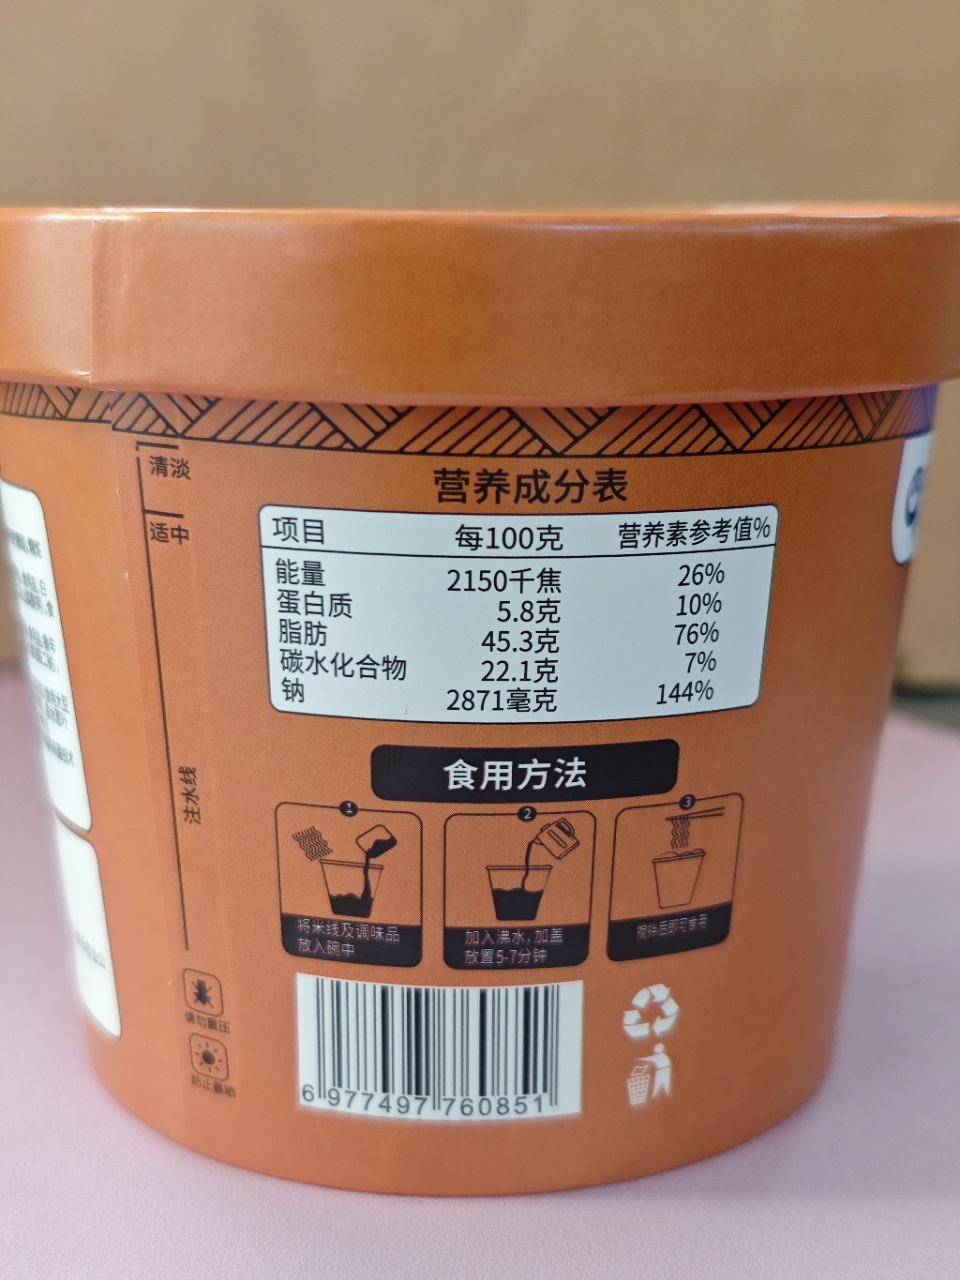 清淡
适中
注水线
营养成分表
项目 每100克 营养素参考值%
能量 2150千焦 26%
蛋白质 5.8克 10%
脂肪 45.3克 76%
碳水化合物 22.1克 7%
钠 2871毫克 144%
食用方法
1
将米线及调味品
放入碗中
2
加入沸水,加盖
放置5-7分钟
3
搅拌后即可食用
请勿重压
防止暴晒
6 977497 760851